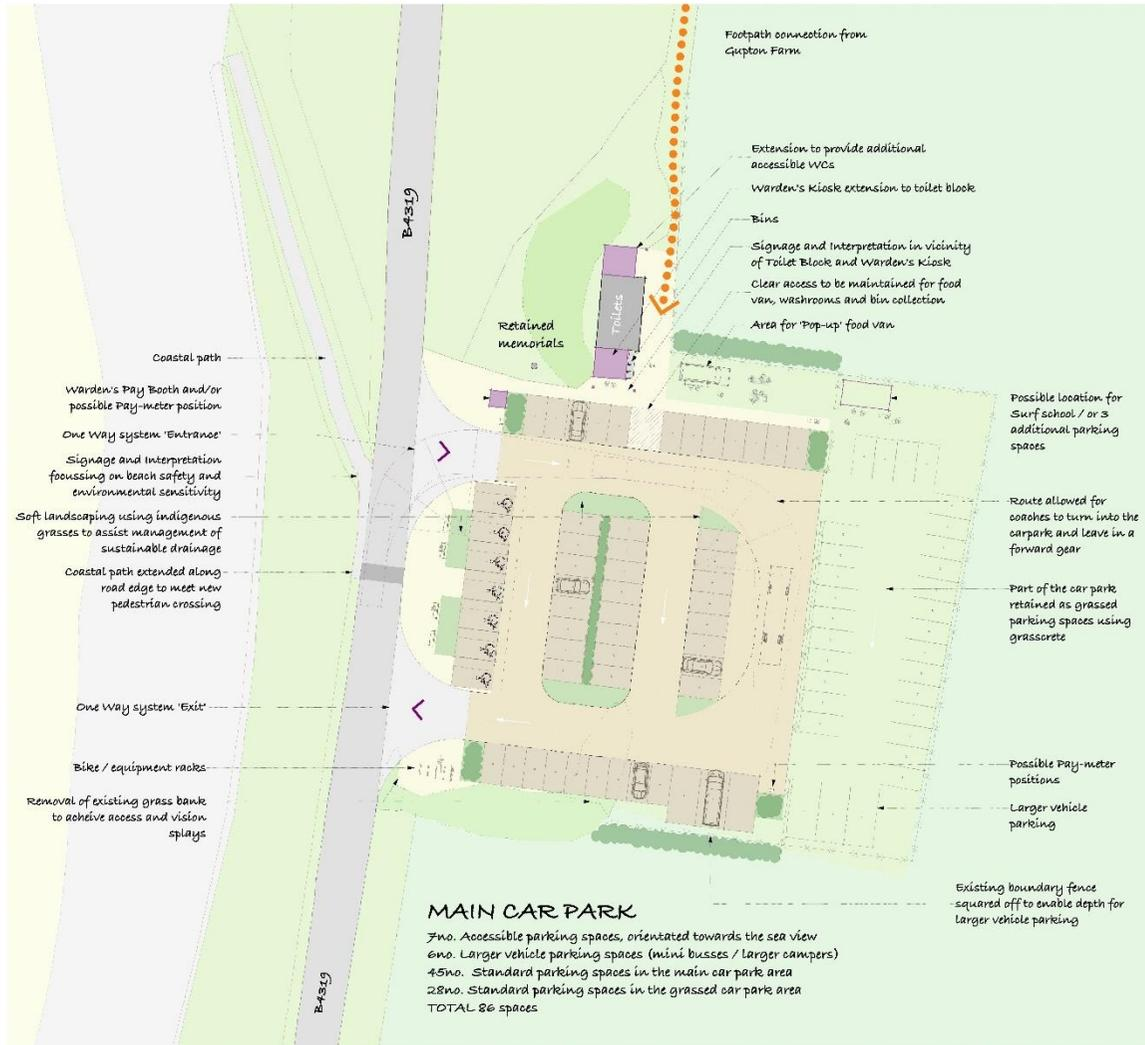 Footpath connection from
Gupton Farm
Extension to provide additional
accessible WCs
Warden's Kiosk extension to toilet block
Bins
Signage and Interpretation in vicinity
of Toilet Block and Warden's Kiosk
Clear access to be maintained for food
van, washrooms and bin collection
Area for 'Pop-up' food van
B4319
Toilets
Retained
memorials
Coastal path
Warden's Pay Booth and/or
possible Pay-meter position
One Way system 'Entrance'
Signage and Interpretation
focussing on beach safety and
environmental sensitivity
Soft landscaping using indigenous
grasses to assist management of
sustainable drainage
Coastal path extended along
road edge to meet new
pedestrian crossing
One Way system 'Exit'
Bike / equipment racks
Removal of existing grass bank
to acheive access and vision
splays
Possible location for
Surf school / or 3
additional parking
spaces
Route allowed for
coaches to turn into the
carpark and leave in a
forward gear
Part of the car park
retained as grassed
parking spaces using
grasscrete
Possible Pay-meter
positions
Larger vehicle
parking
Existing boundary fence
squared off to enable depth for
larger vehicle parking
B4319
MAIN CAR PARK
7no. Accessible parking spaces, orientated towards the sea view
6no. Larger vehicle parking spaces (mini busses / larger campers)
45no. Standard parking spaces in the main car park area
28no. Standard parking spaces in the grassed car park area
TOTAL 86 spaces